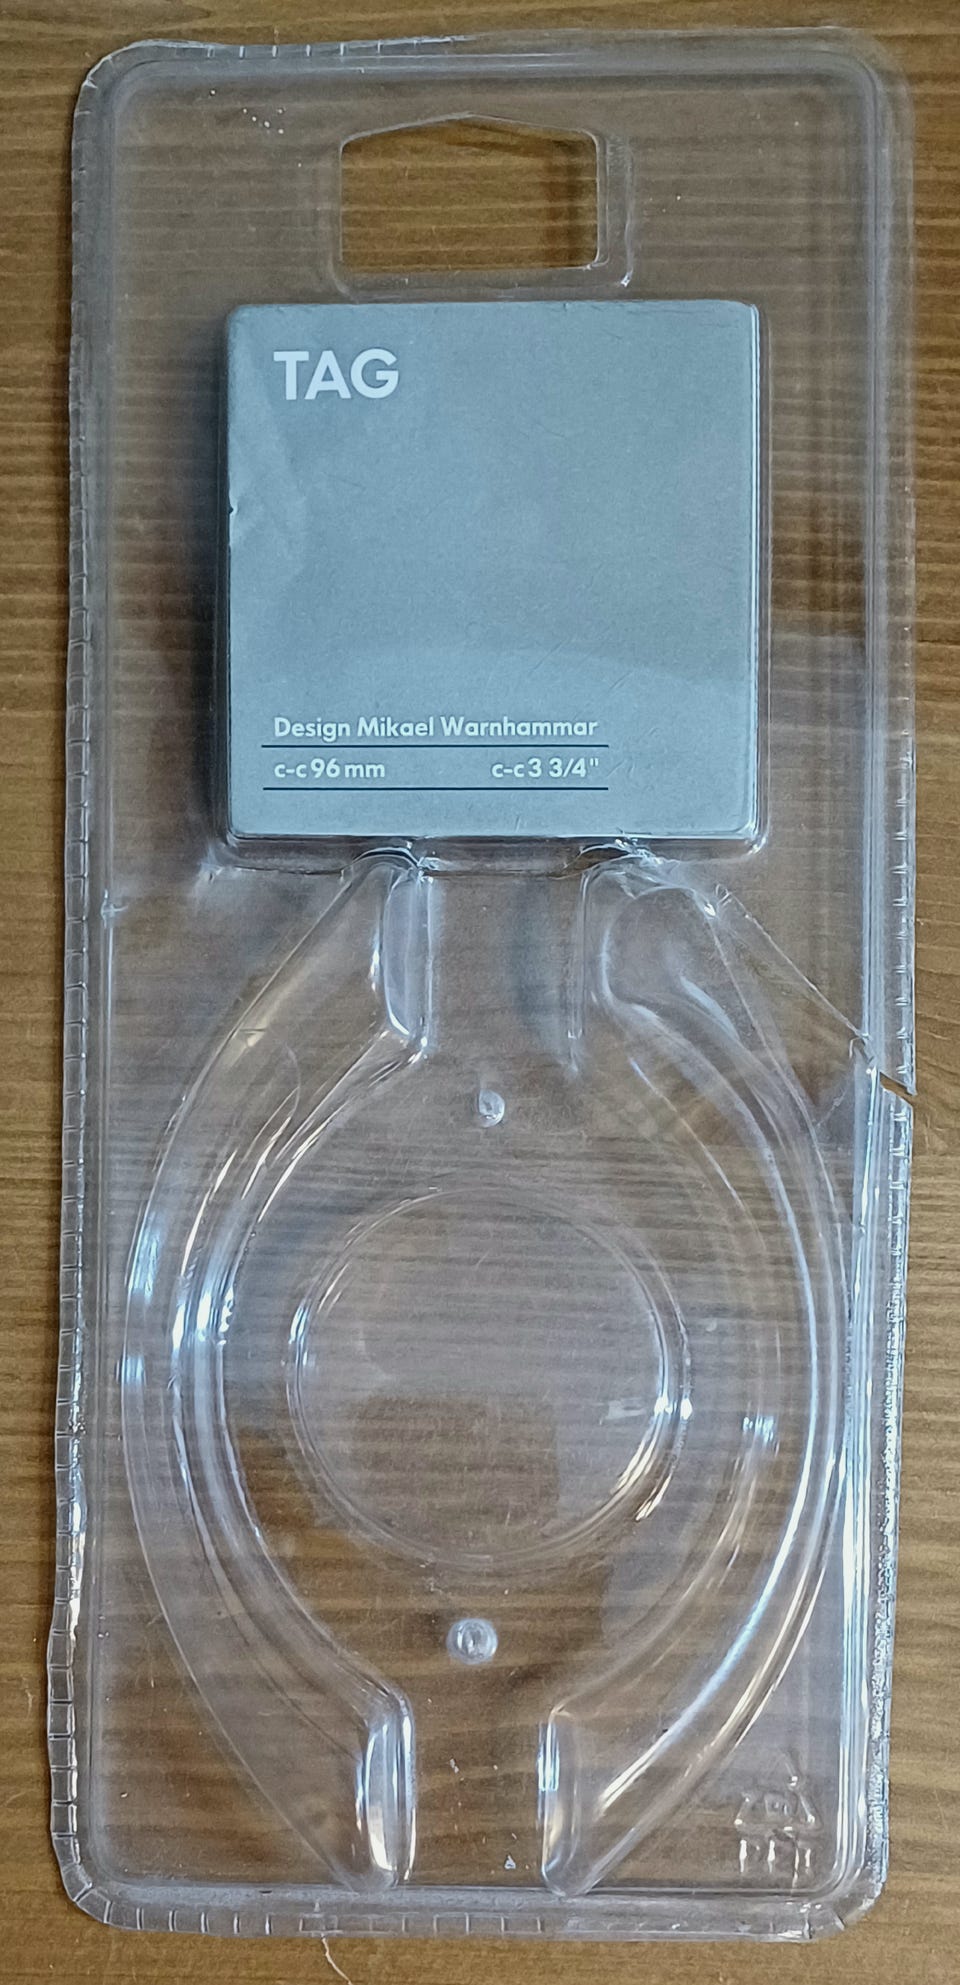 TAG
Design Mikael Warnhammar
c-c 96 mm c-c 3 3/4"